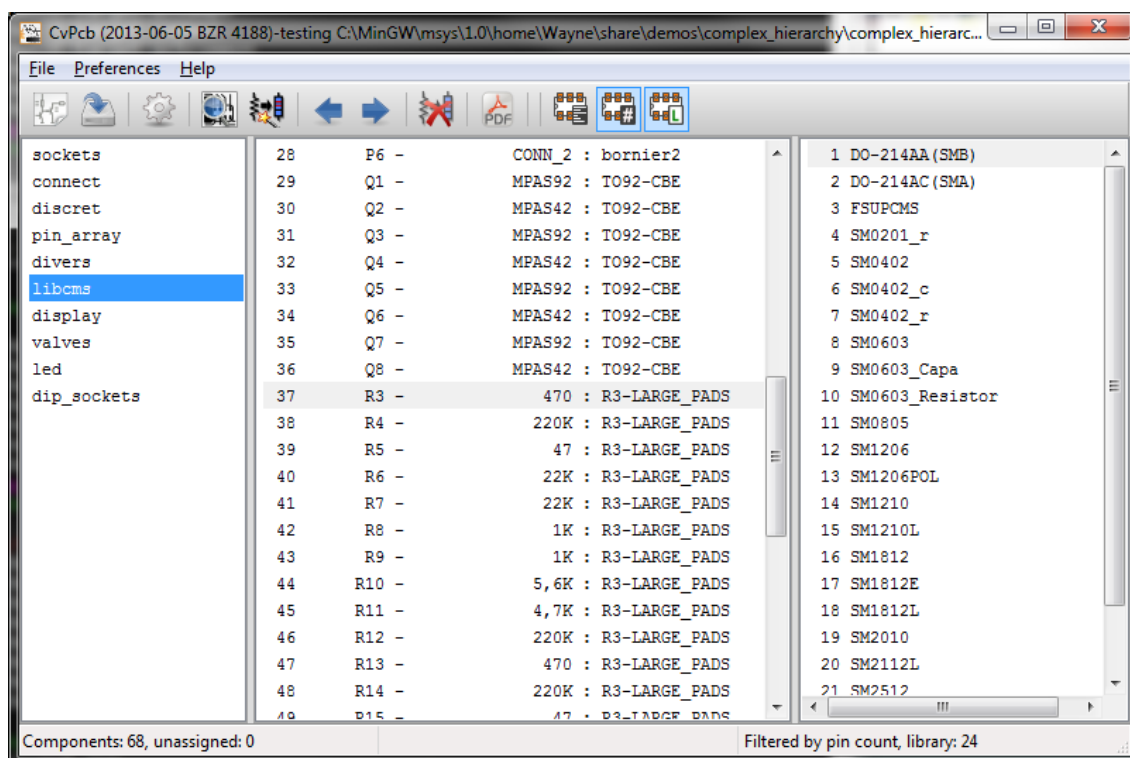 CvPcb (2013-06-05 BZR 4188)-testing C:\MinGW\msys\1.0\home\Wayne\share\demos\complex_hierarchy\complex_hierarc...
File Preferences Help
PDF
#
L
sockets
connect
discret
pin_array
divers
libcms
display
valves
led
dip_sockets
28 P6 - CONN_2 : bornier2
29 Q1 - MPAS92 : TO92-CBE
30 Q2 - MPAS42 : TO92-CBE
31 Q3 - MPAS92 : TO92-CBE
32 Q4 - MPAS42 : TO92-CBE
33 Q5 - MPAS92 : TO92-CBE
34 Q6 - MPAS42 : TO92-CBE
35 Q7 - MPAS92 : TO92-CBE
36 Q8 - MPAS42 : TO92-CBE
37 R3 - 470 : R3-LARGE_PADS
38 R4 - 220K : R3-LARGE_PADS
39 R5 - 47 : R3-LARGE_PADS
40 R6 - 22K : R3-LARGE_PADS
41 R7 - 22K : R3-LARGE_PADS
42 R8 - 1K : R3-LARGE_PADS
43 R9 - 1K : R3-LARGE_PADS
44 R10 - 5,6K : R3-LARGE_PADS
45 R11 - 4,7K : R3-LARGE_PADS
46 R12 - 220K : R3-LARGE_PADS
47 R13 - 470 : R3-LARGE_PADS
48 R14 - 220K : R3-LARGE_PADS
49 R15 - 47 : R3-LARGE_PADS
1 DO-214AA(SMB)
2 DO-214AC(SMA)
3 FSUPCMS
4 SM0201_r
5 SM0402
6 SM0402_c
7 SM0402_r
8 SM0603
9 SM0603_Capa
10 SM0603_Resistor
11 SM0805
12 SM1206
13 SM1206POL
14 SM1210
15 SM1210L
16 SM1812
17 SM1812E
18 SM1812L
19 SM2010
20 SM2112L
21 SM2512
Components: 68, unassigned: 0
Filtered by pin count, library: 24